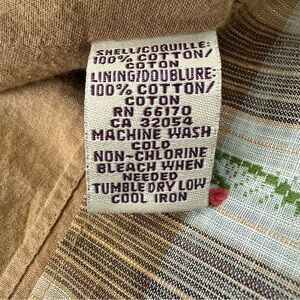 SHELL/COQUILLE:
100% COTTON/
COTON
LINING/DOUBLURE:
100% COTTON/
COTON
RN 66170
CA 32054
MACHINE WASH
COLD
NON-CHLORINE
BLEACH WHEN
NEEDED
TUMBLE DRY LOW
COOL IRON